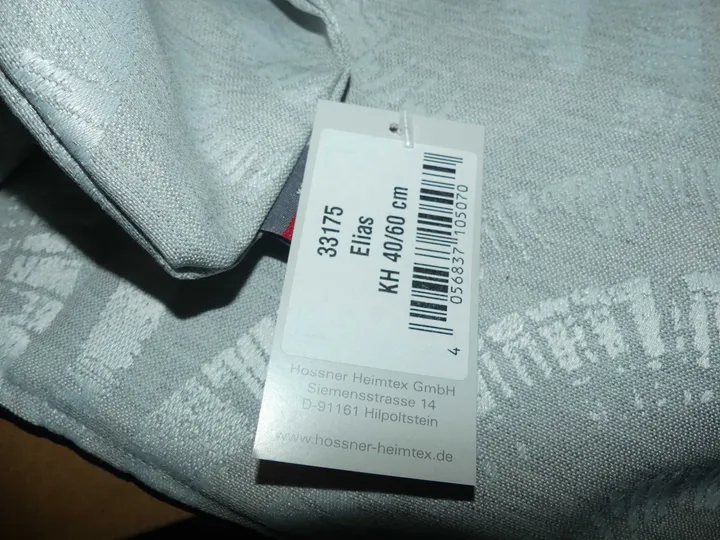 33175
Elias
KH 40/60 cm
4 056837 105070
Hossner Heimtex GmbH
Siemensstrasse 14
D-91161 Hilpoltstein
www.hossner-heimtex.de